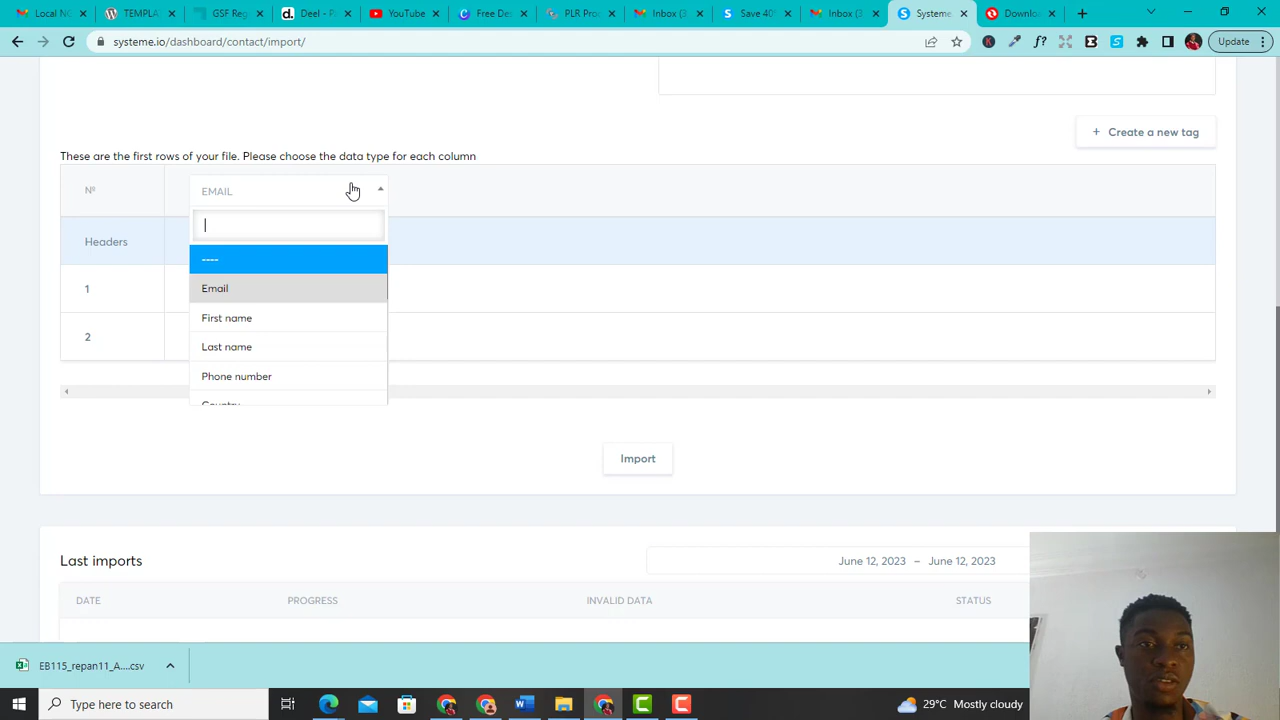 Local NC
TEMPLA
GSF Reg
Deel - P
YouTube
Free De
PLR Pro
Inbox (3
Save 40
Inbox (3
Systeme
Downlo
systeme.io/dashboard/contact/import/
Update
+ Create a new tag
These are the first rows of your file. Please choose the data type for each column
Nº
EMAIL
Headers
----
1
Email
First name
2
Last name
Phone number
Country
Import
Last imports
June 12, 2023 – June 12, 2023
DATE
PROGRESS
INVALID DATA
STATUS
EB115_repan11_A....csv
Type here to search
29°C Mostly cloudy